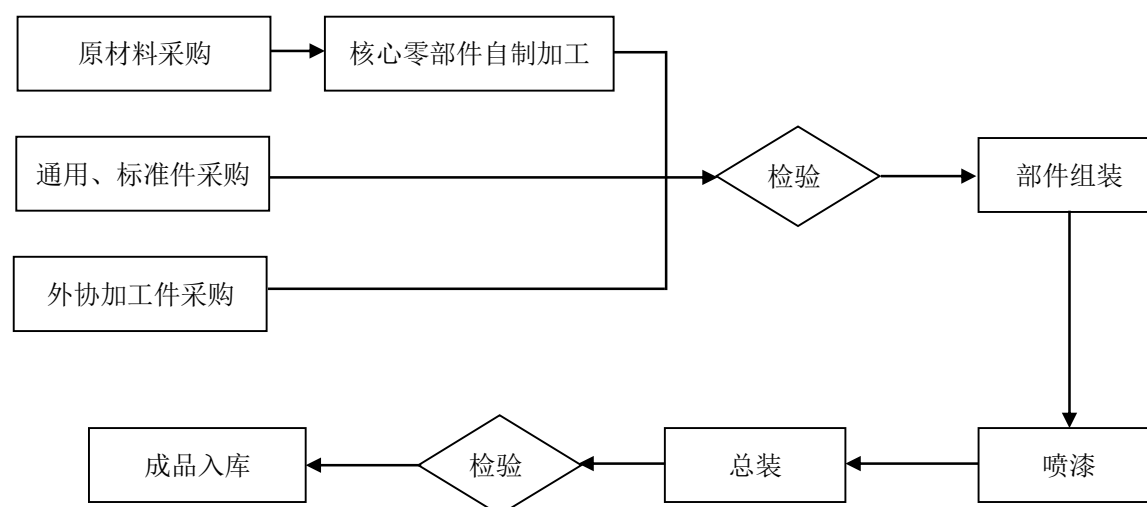 原材料采购
核心零部件自制加工
通用、标准件采购
检验
部件组装
外协加工件采购
成品入库
检验
总装
喷漆